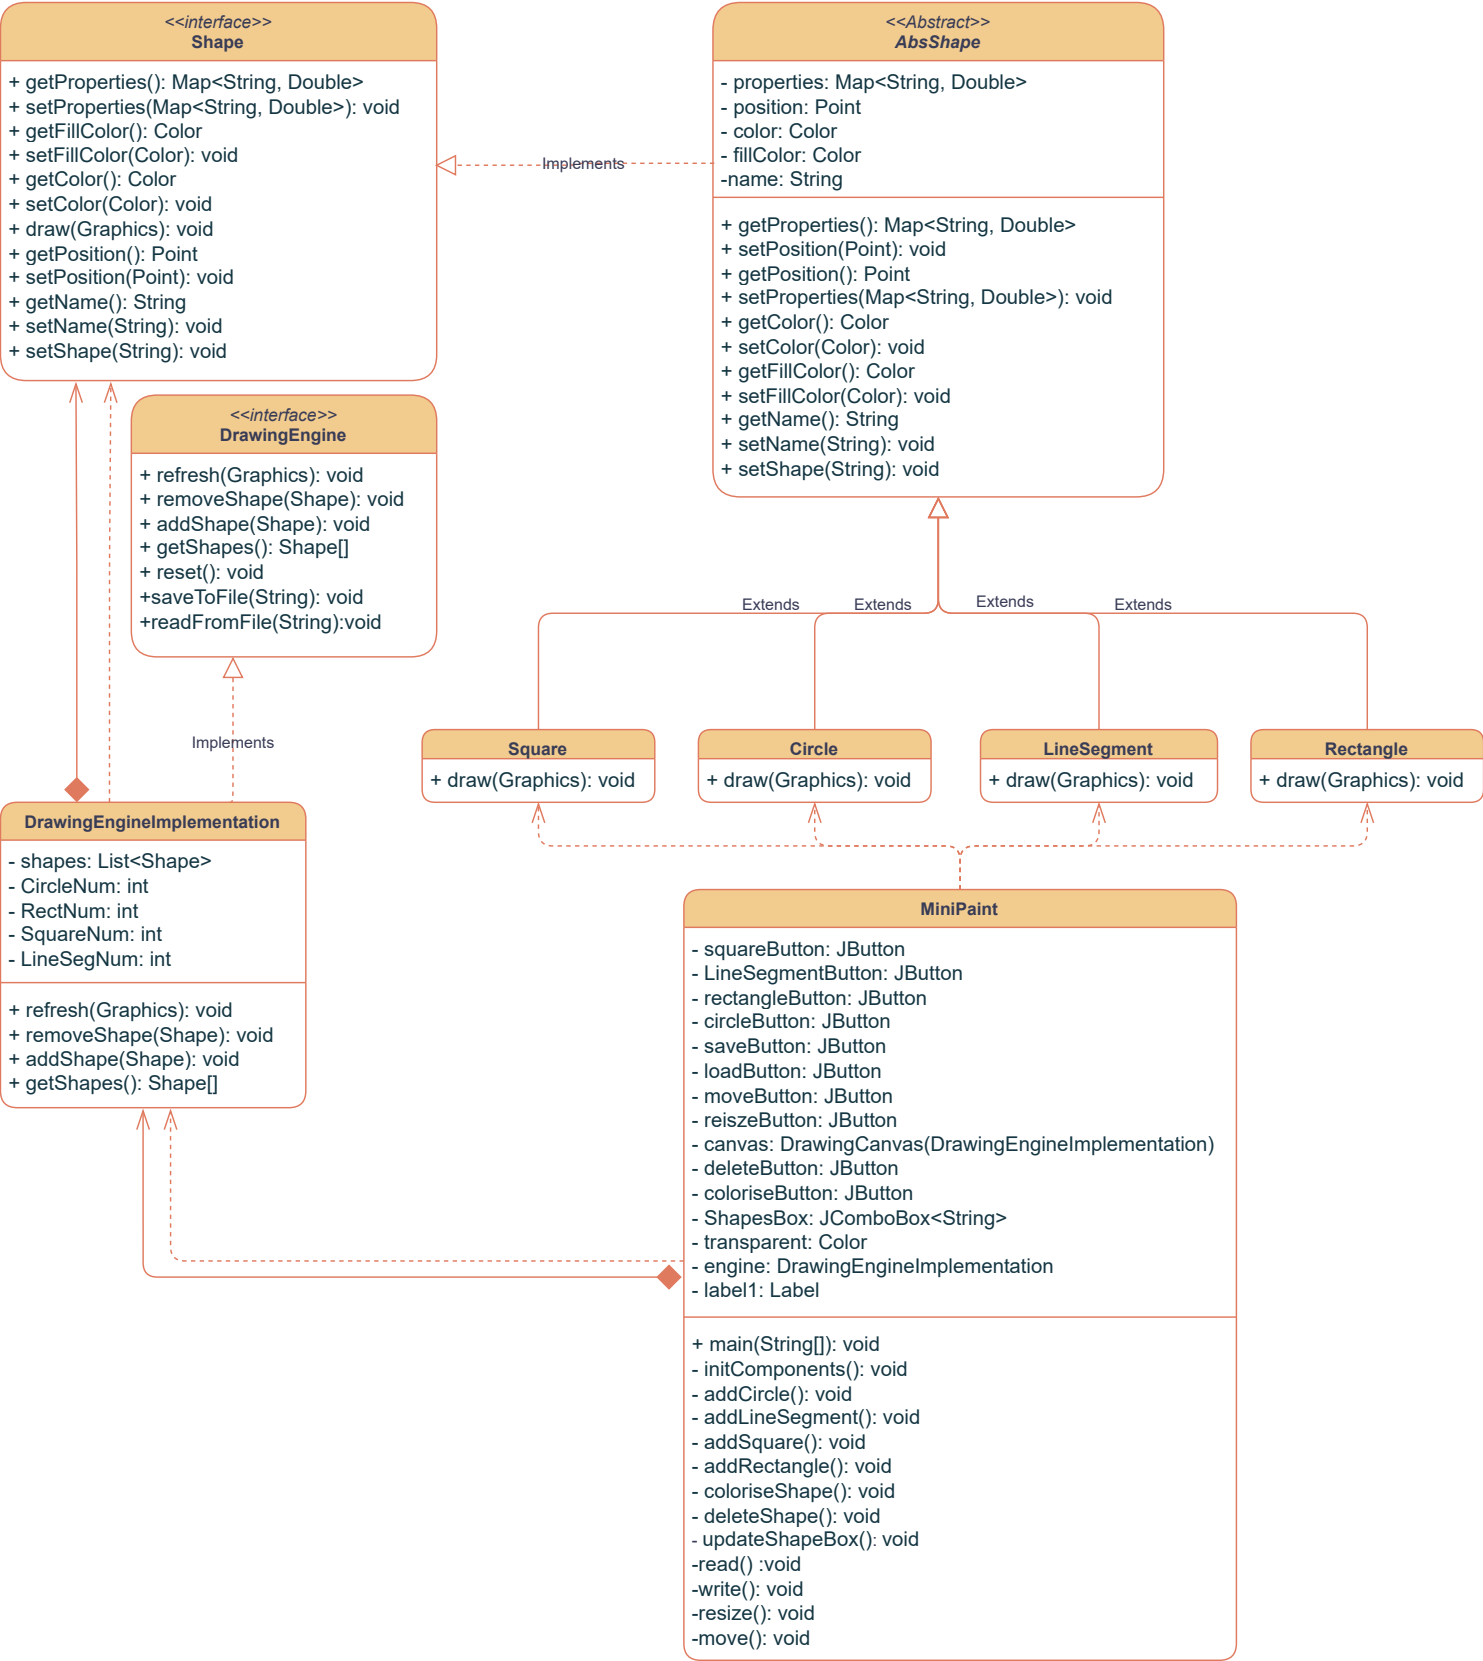 <<interface>>
Shape
+ getProperties(): Map<String, Double>
+ setProperties(Map<String, Double>): void
+ getFillColor(): Color
+ setFillColor(Color): void
+ getColor(): Color
+ setColor(Color): void
+ draw(Graphics): void
+ getPosition(): Point
+ setPosition(Point): void
+ getName(): String
+ setName(String): void
+ setShape(String): void
Implements
<<Abstract>>
AbsShape
- properties: Map<String, Double>
- position: Point
- color: Color
- fillColor: Color
-name: String
+ getProperties(): Map<String, Double>
+ setPosition(Point): void
+ getPosition(): Point
+ setProperties(Map<String, Double>): void
+ getColor(): Color
+ setColor(Color): void
+ getFillColor(): Color
+ setFillColor(Color): void
+ getName(): String
+ setName(String): void
+ setShape(String): void
<<interface>>
DrawingEngine
+ refresh(Graphics): void
+ removeShape(Shape): void
+ addShape(Shape): void
+ getShapes(): Shape[]
+ reset(): void
+saveToFile(String): void
+readFromFile(String):void
Implements
Extends
Extends
Extends
Extends
Square
+ draw(Graphics): void
Circle
+ draw(Graphics): void
LineSegment
+ draw(Graphics): void
Rectangle
+ draw(Graphics): void
DrawingEngineImplementation
- shapes: List<Shape>
- CircleNum: int
- RectNum: int
- SquareNum: int
- LineSegNum: int
+ refresh(Graphics): void
+ removeShape(Shape): void
+ addShape(Shape): void
+ getShapes(): Shape[]
MiniPaint
- squareButton: JButton
- LineSegmentButton: JButton
- rectangleButton: JButton
- circleButton: JButton
- saveButton: JButton
- loadButton: JButton
- moveButton: JButton
- reiszeButton: JButton
- canvas: DrawingCanvas(DrawingEngineImplementation)
- deleteButton: JButton
- coloriseButton: JButton
- ShapesBox: JComboBox<String>
- transparent: Color
- engine: DrawingEngineImplementation
- label1: Label
+ main(String[]): void
- initComponents(): void
- addCircle(): void
- addLineSegment(): void
- addSquare(): void
- addRectangle(): void
- coloriseShape(): void
- deleteShape(): void
- updateShapeBox(): void
-read() :void
-write(): void
-resize(): void
-move(): void